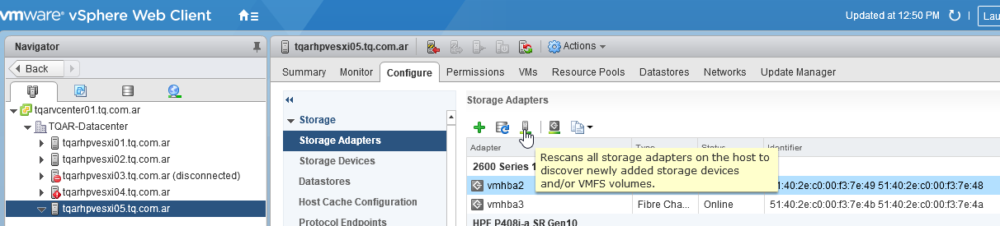 vmware® vSphere Web Client
Updated at 12:50 PM
Lau
Navigator
Back
tqarvcenter01.tq.com.ar
TQAR-Datacenter
tqarhpvesxi01.tq.com.ar
tqarhpvesxi02.tq.com.ar
tqarhpvesxi03.tq.com.ar (disconnected)
tqarhpvesxi04.tq.com.ar
tqarhpvesxi05.tq.com.ar
tqarhpvesxi05.tq.com.ar
Actions
Summary Monitor Configure Permissions VMs Resource Pools Datastores Networks Update Manager
Storage
Storage Adapters
Storage Devices
Datastores
Host Cache Configuration
Protocol Endpoints
Storage Adapters
Adapter Type Status Identifier
Rescans all storage adapters on the host to
discover newly added storage devices
and/or VMFS volumes.
2600 Series 1
vmhba2 51:40:2e:c0:00:f3:7e:49 51:40:2e:c0:00:f3:7e:48
vmhba3 Fibre Cha... Online 51:40:2e:c0:00:f3:7e:4b 51:40:2e:c0:00:f3:7e:4a
HPE P408i-a SR Gen10